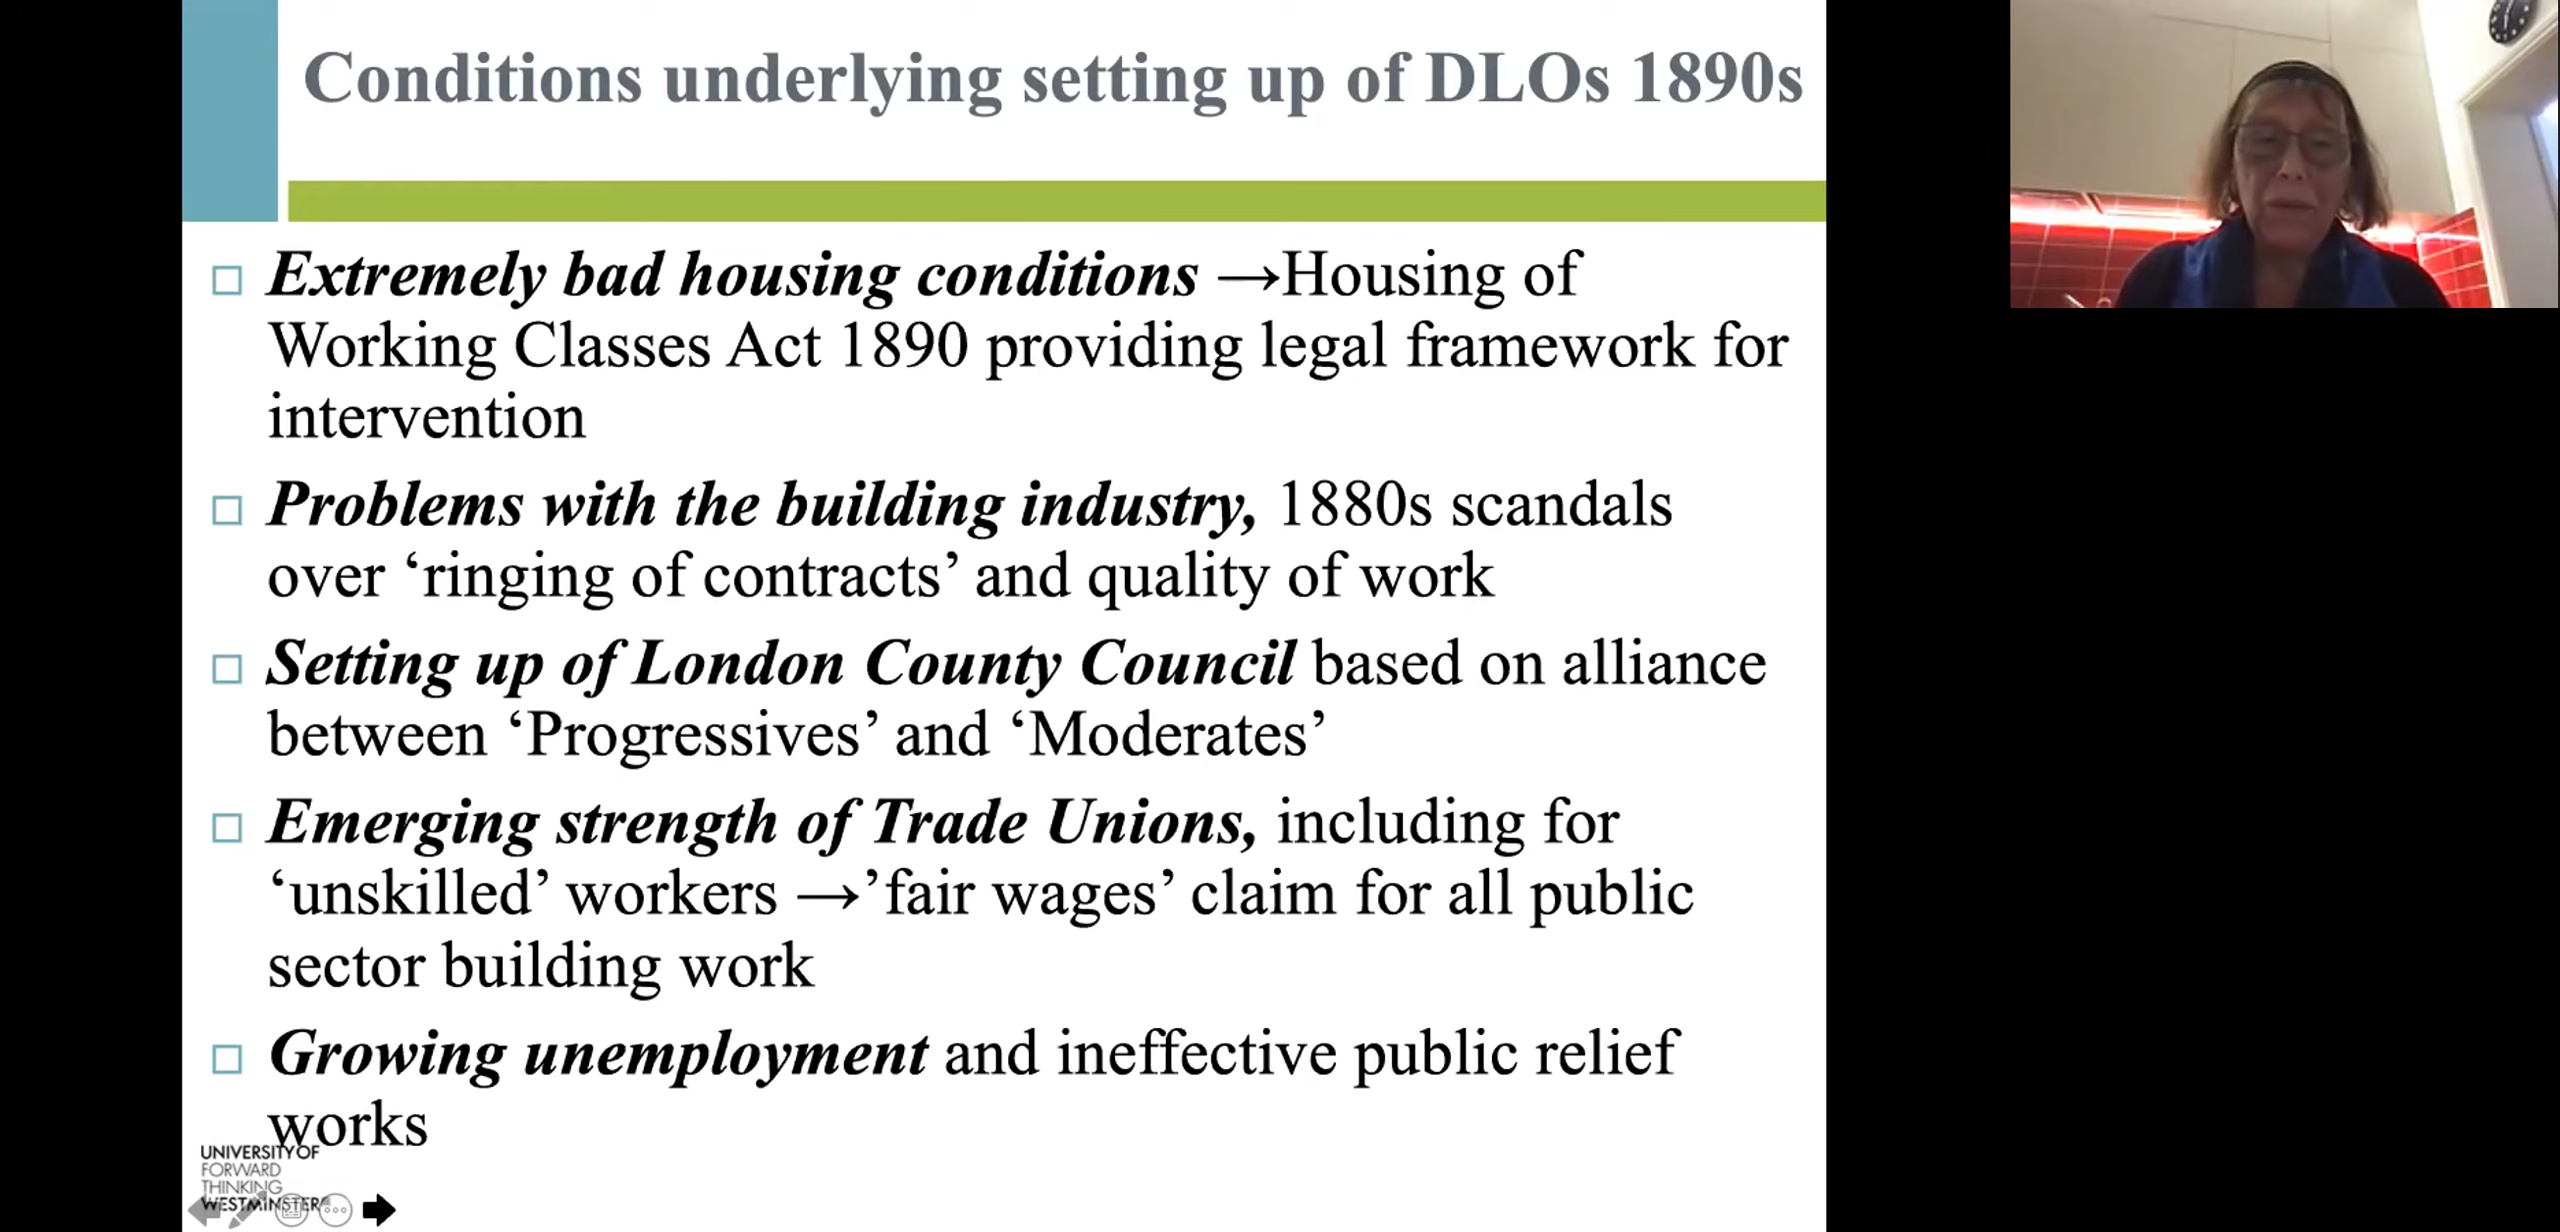 Conditions underlying setting up of DLOs 1890s
□ Extremely bad housing conditions →Housing of
Working Classes Act 1890 providing legal framework for
intervention
□ Problems with the building industry, 1880s scandals
over ‘ringing of contracts’ and quality of work
□ Setting up of London County Council based on alliance
between ‘Progressives’ and ‘Moderates’
□ Emerging strength of Trade Unions, including for
‘unskilled’ workers →’fair wages’ claim for all public
sector building work
□ Growing unemployment and ineffective public relief
works
UNIVERSITY OF
FORWARD
THINKING
WESTMINSTER